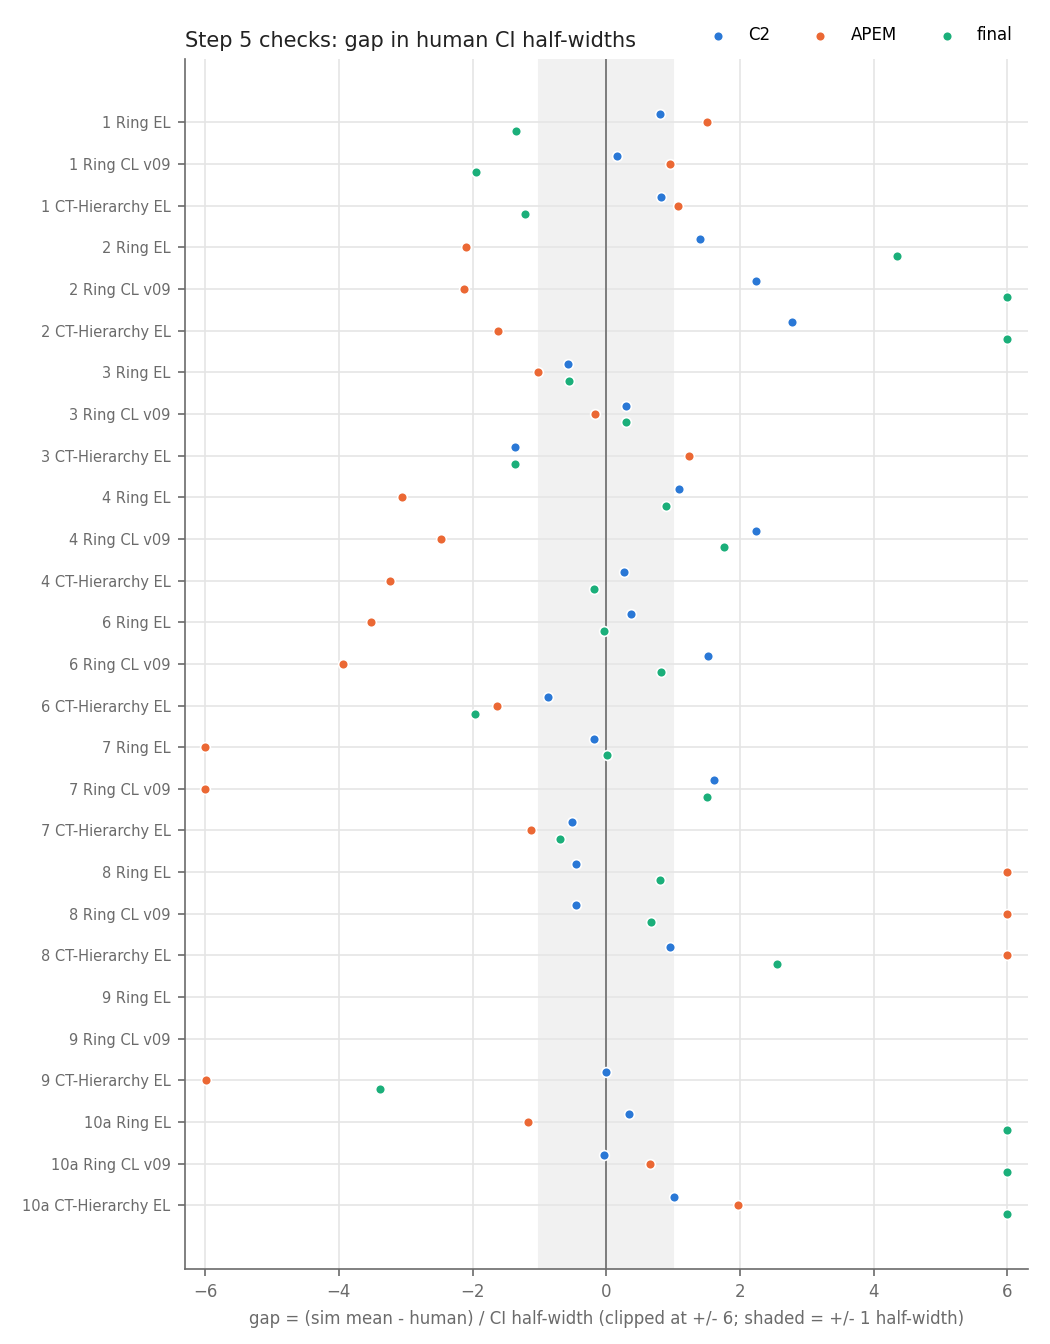 Step 5 checks: gap in human CI half-widths
C2
APEM
final
1 Ring EL
1 Ring CL v09
1 CT-Hierarchy EL
2 Ring EL
2 Ring CL v09
2 CT-Hierarchy EL
3 Ring EL
3 Ring CL v09
3 CT-Hierarchy EL
4 Ring EL
4 Ring CL v09
4 CT-Hierarchy EL
6 Ring EL
6 Ring CL v09
6 CT-Hierarchy EL
7 Ring EL
7 Ring CL v09
7 CT-Hierarchy EL
8 Ring EL
8 Ring CL v09
8 CT-Hierarchy EL
9 Ring EL
9 Ring CL v09
9 CT-Hierarchy EL
10a Ring EL
10a Ring CL v09
10a CT-Hierarchy EL
−6 −4 −2 0 2 4 6
gap = (sim mean - human) / CI half-width (clipped at +/- 6; shaded = +/- 1 half-width)